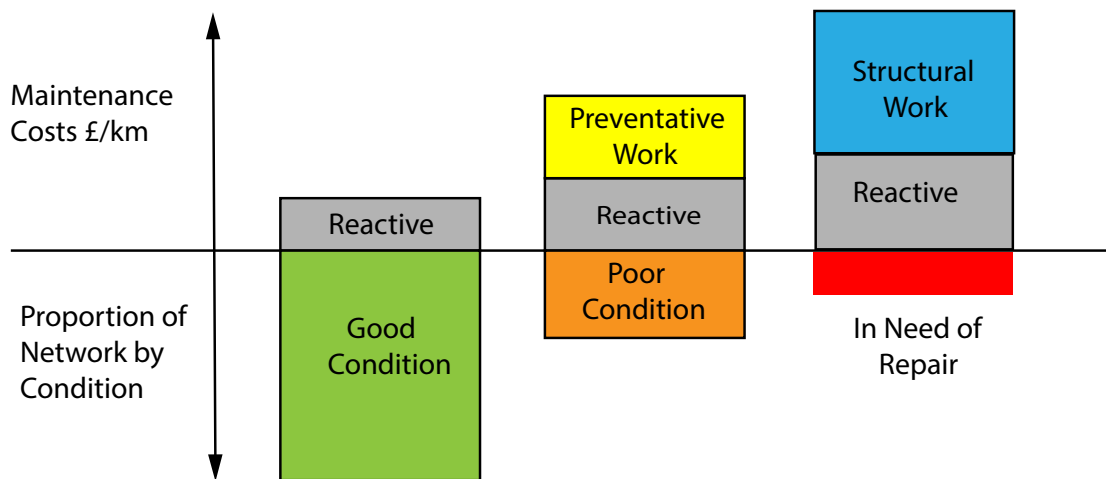 Maintenance
Costs £/km
Proportion of
Network by
Condition
Reactive
Good
Condition
Preventative
Work
Reactive
Poor
Condition
Structural
Work
Reactive
In Need of
Repair